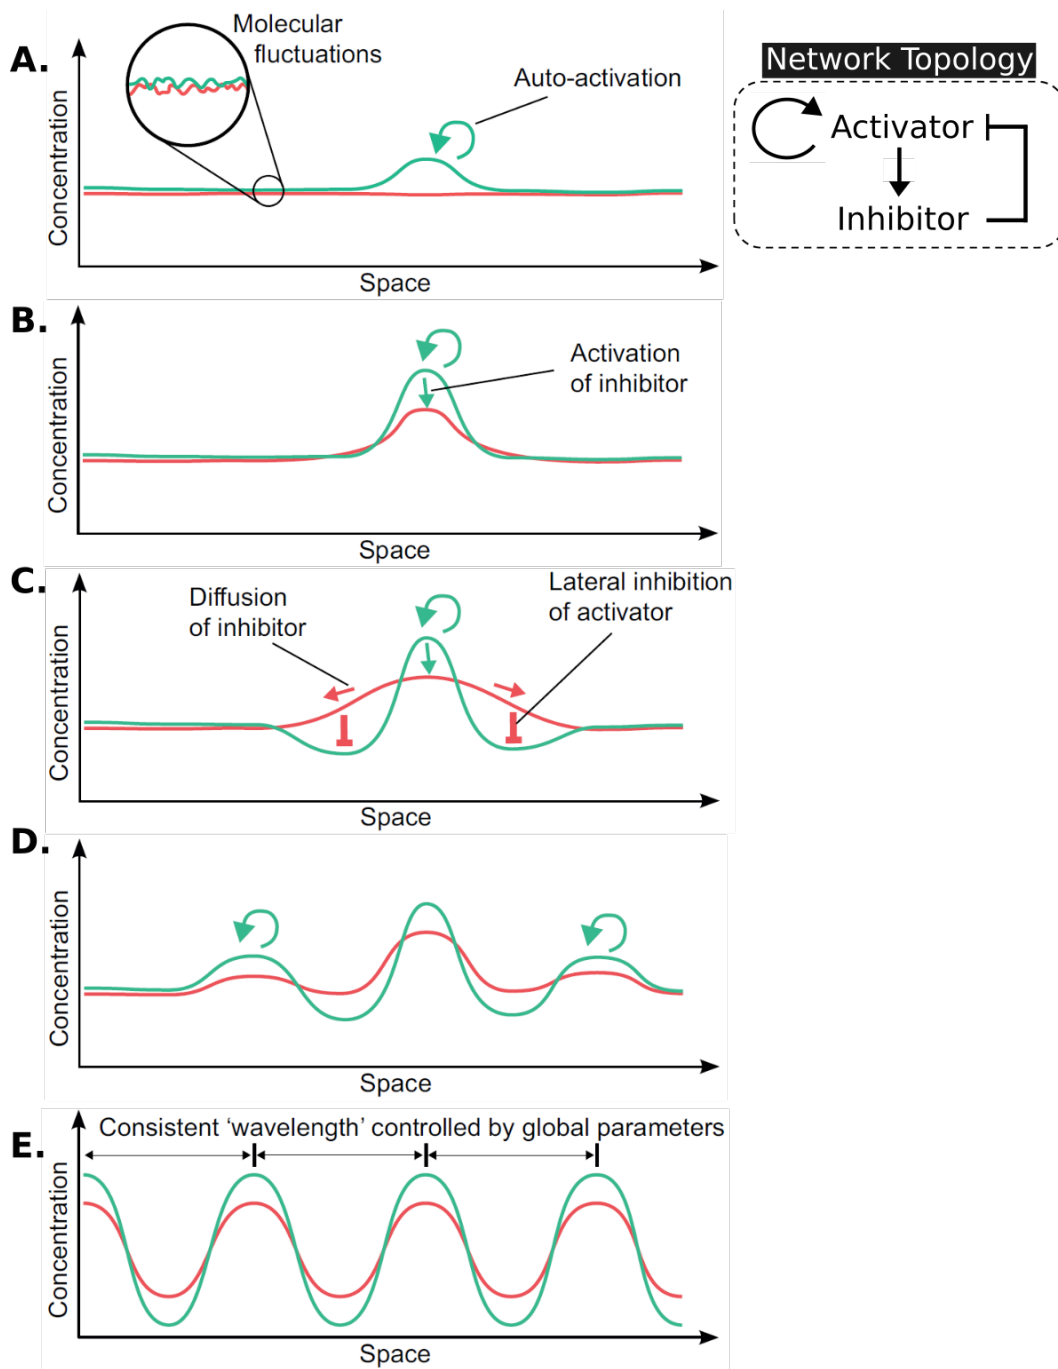 A.
Molecular
fluctuations
Auto-activation
Concentration
Space
Network Topology
Activator
Inhibitor
B.
Activation
of inhibitor
Concentration
Space
C.
Diffusion
of inhibitor
Lateral inhibition
of activator
Concentration
Space
D.
Concentration
Space
E.
Consistent ‘wavelength’ controlled by global parameters
Concentration
Space